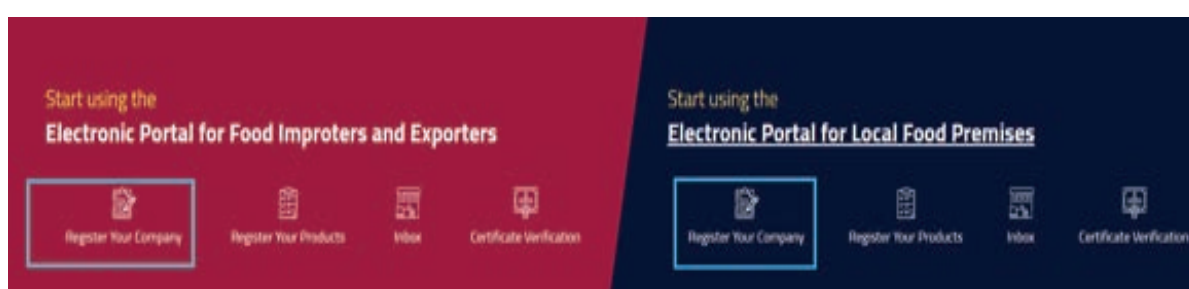 Start using the
Electronic Portal for Food Improters and Exporters
Register Your Company
Register Your Products
Inbox
Certificate Verification
Start using the
Electronic Portal for Local Food Premises
Register Your Company
Register Your Products
Inbox
Certificate Verification